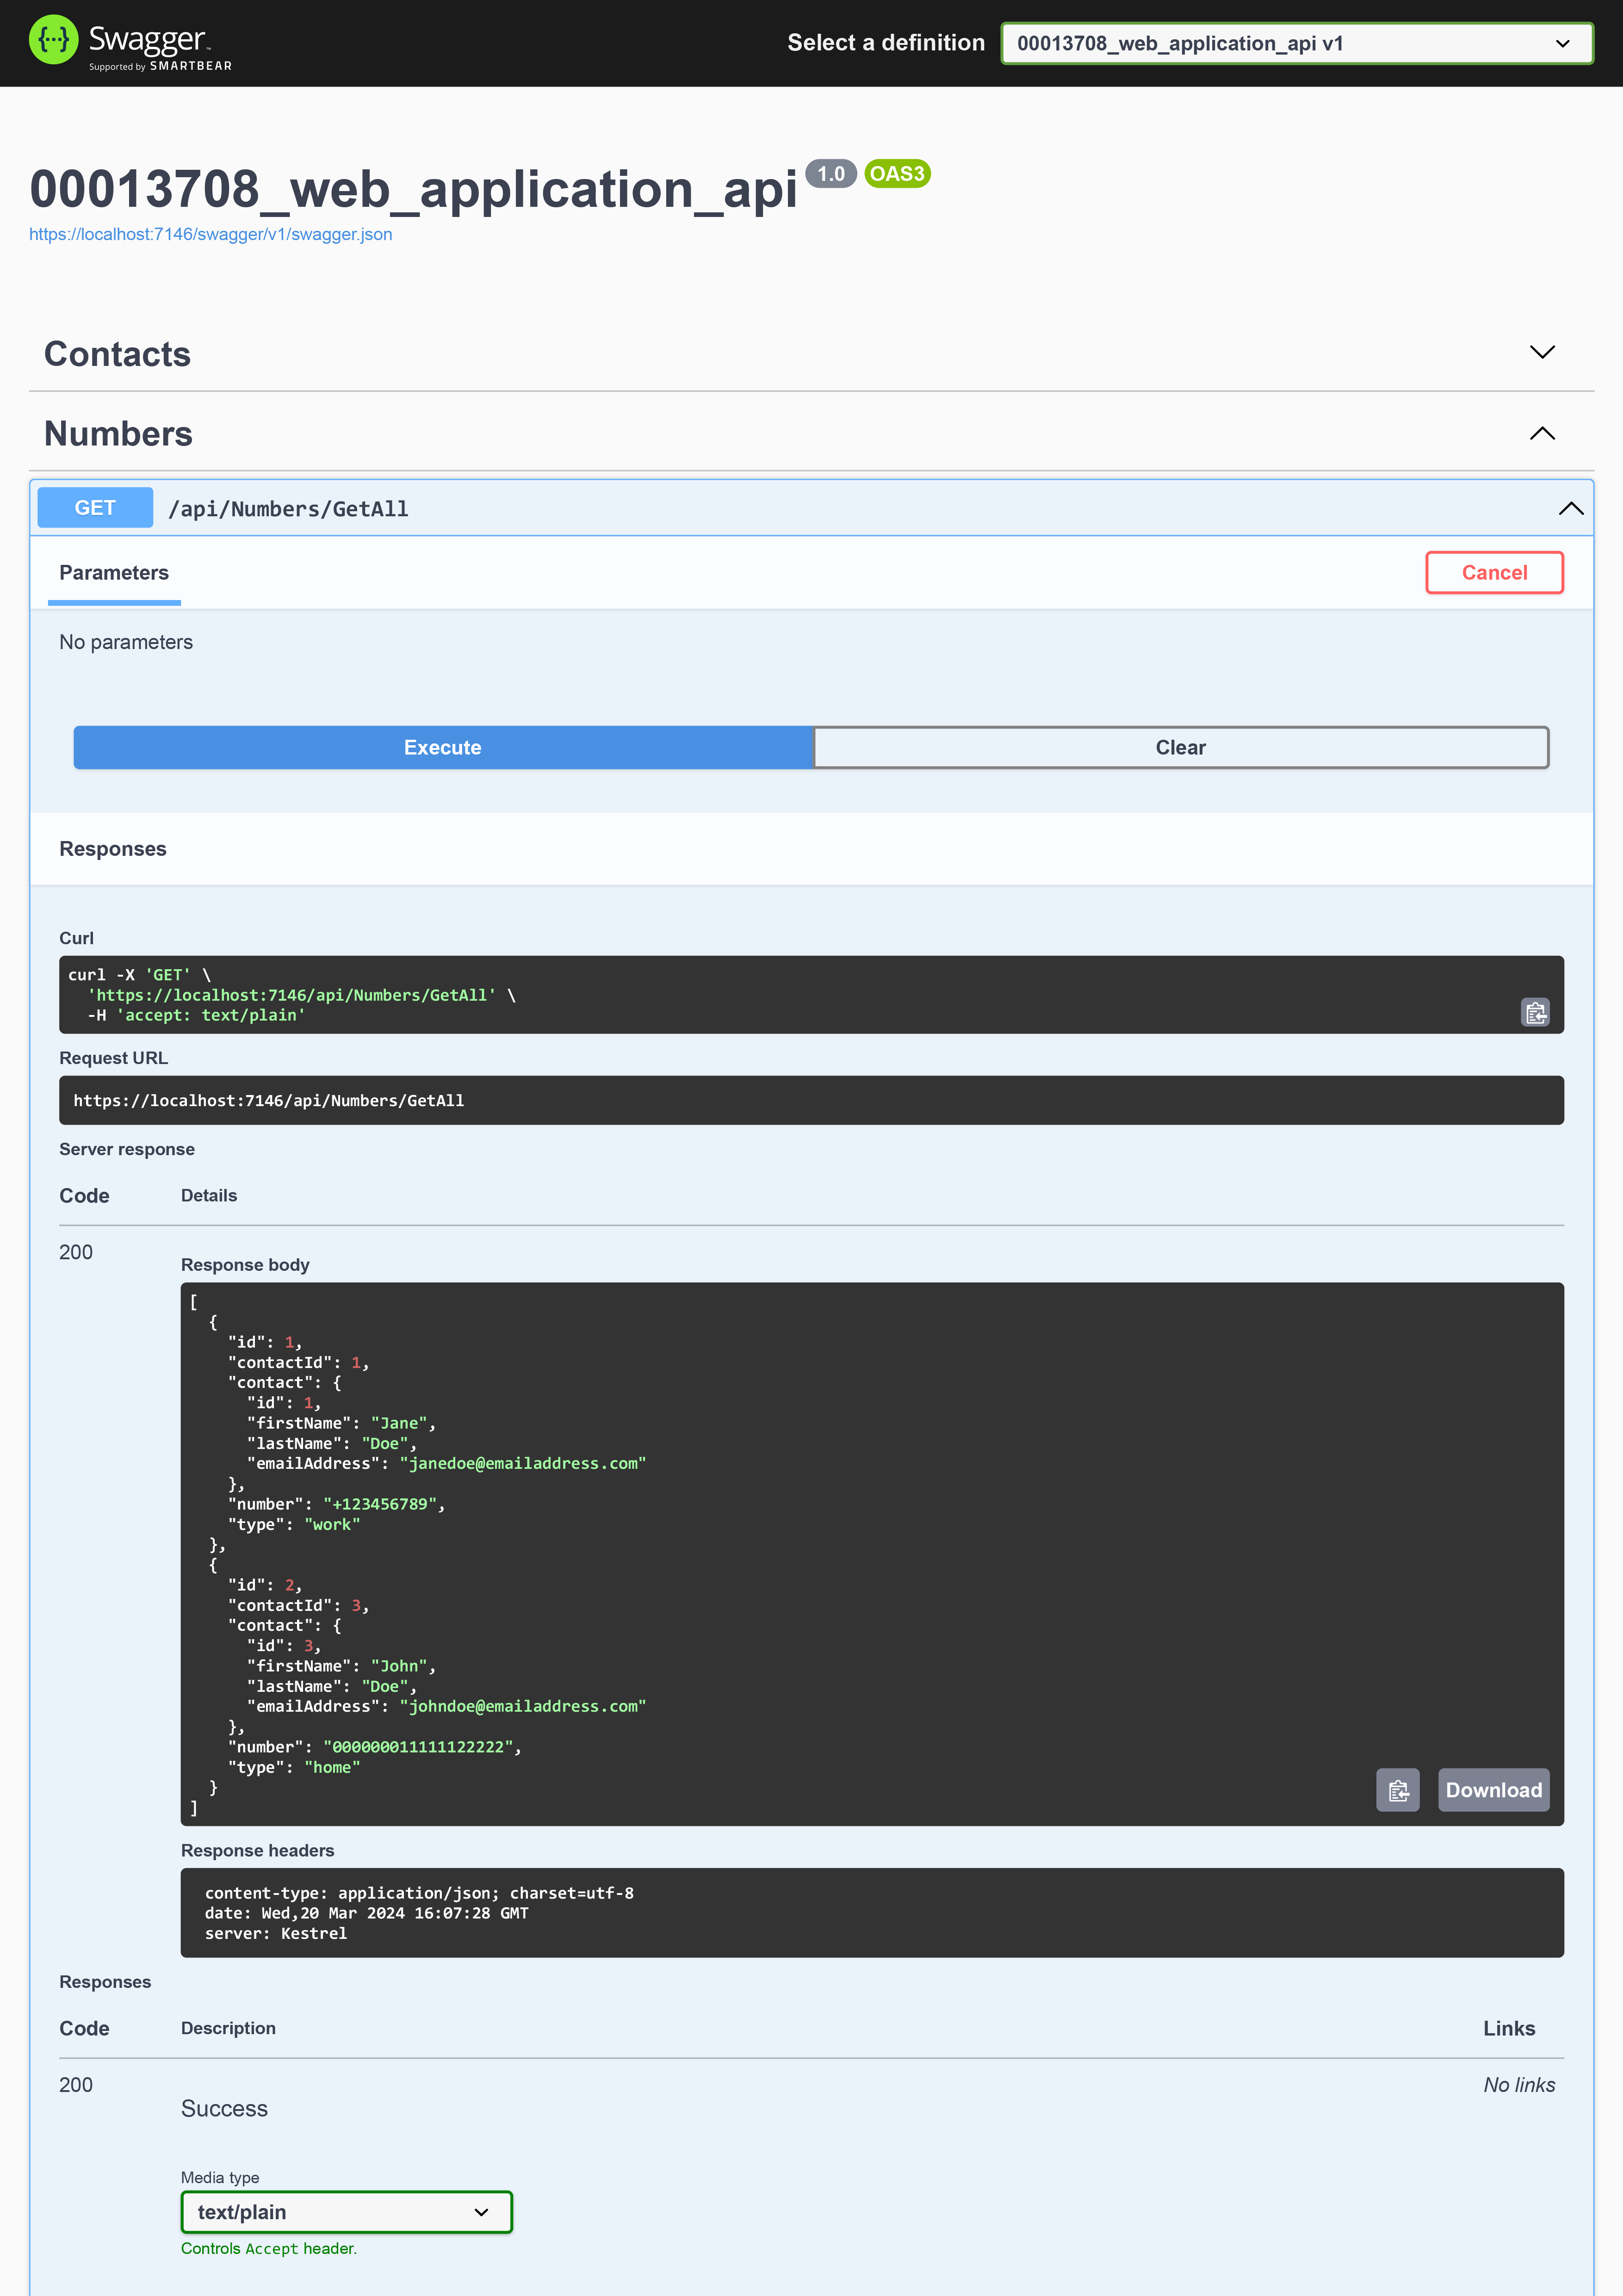 Swagger
Supported by SMARTBEAR
Select a definition
00013708_web_application_api v1
00013708_web_application_api 1.0 OAS3
https://localhost:7146/swagger/v1/swagger.json
Contacts
Numbers
GET /api/Numbers/GetAll
Parameters
Cancel
No parameters
Execute
Clear
Responses
Curl
curl -X 'GET' \
  'https://localhost:7146/api/Numbers/GetAll' \
  -H 'accept: text/plain'
Request URL
https://localhost:7146/api/Numbers/GetAll
Server response
Code Details
200
Response body
[
  {
    "id": 1,
    "contactId": 1,
    "contact": {
      "id": 1,
      "firstName": "Jane",
      "lastName": "Doe",
      "emailAddress": "janedoe@emailaddress.com"
    },
    "number": "+123456789",
    "type": "work"
  },
  {
    "id": 2,
    "contactId": 3,
    "contact": {
      "id": 3,
      "firstName": "John",
      "lastName": "Doe",
      "emailAddress": "johndoe@emailaddress.com"
    },
    "number": "000000011111122222",
    "type": "home"
  }
]
Download
Response headers
content-type: application/json; charset=utf-8
date: Wed,20 Mar 2024 16:07:28 GMT
server: Kestrel
Responses
Code Description Links
200
Success
No links
Media type
text/plain
Controls Accept header.